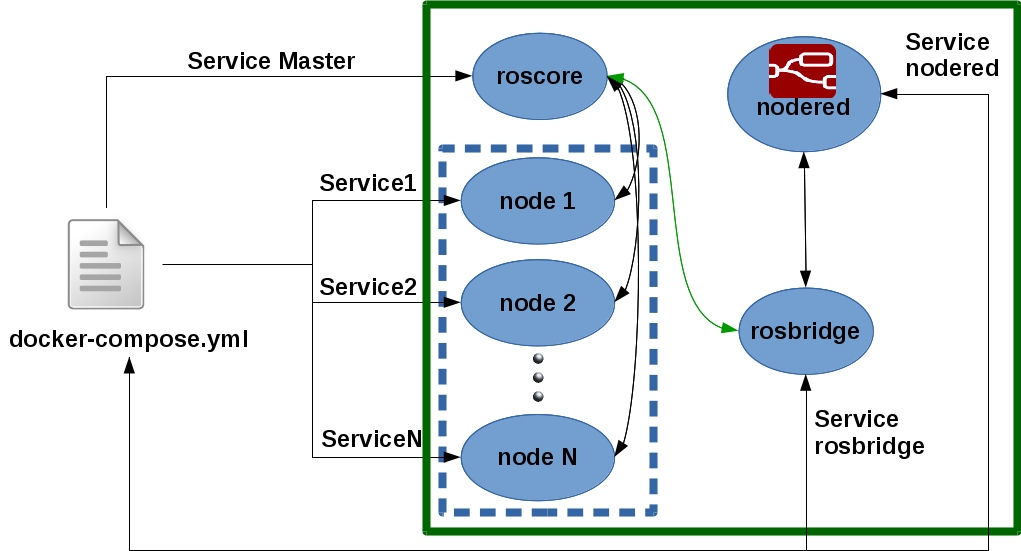 Service Master
roscore
Service
nodered
nodered
Service1
node 1
Service2
node 2
docker-compose.yml
rosbridge
Service
rosbridge
ServiceN
node N